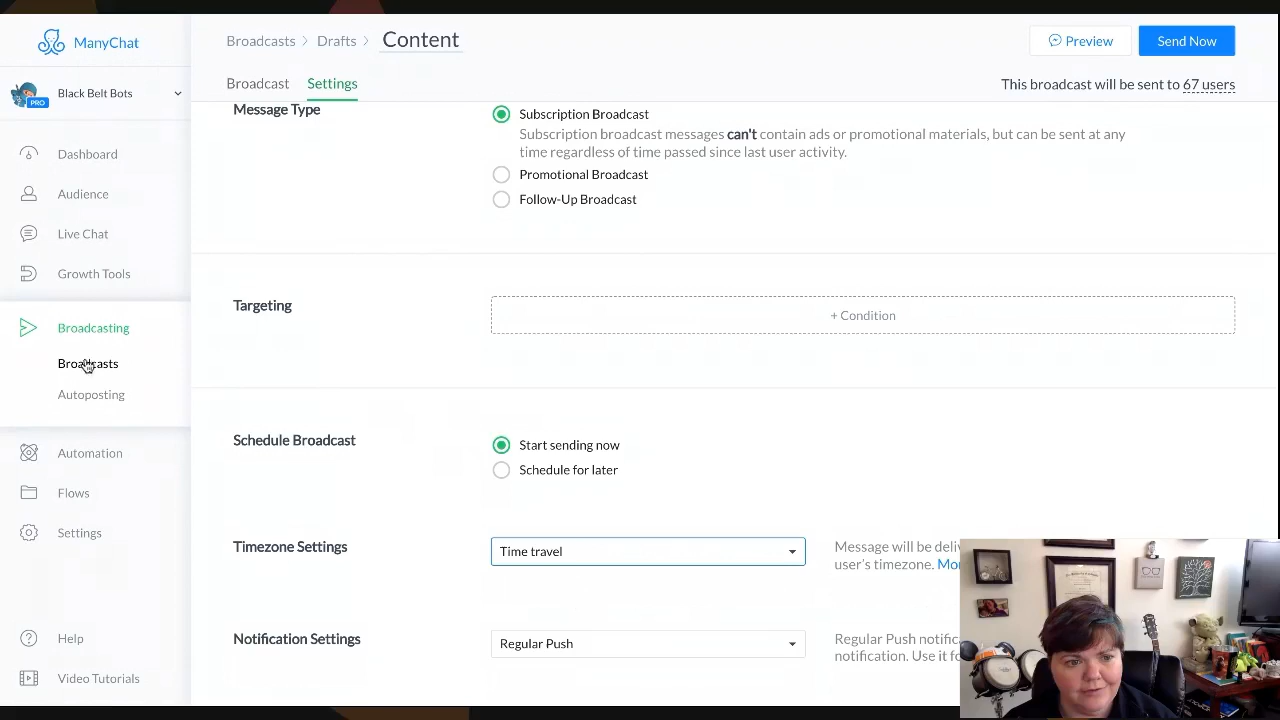 ManyChat
Broadcasts > Drafts > Content
Preview
Send Now
Black Belt Bots
PRO
Broadcast
Settings
This broadcast will be sent to 67 users
Dashboard
Audience
Live Chat
Growth Tools
Broadcasting
Broadcasts
Autoposting
Automation
Flows
Settings
Help
Video Tutorials
Message Type
Subscription Broadcast
Subscription broadcast messages can't contain ads or promotional materials, but can be sent at any
time regardless of time passed since last user activity.
Promotional Broadcast
Follow-Up Broadcast
Targeting
+ Condition
Schedule Broadcast
Start sending now
Schedule for later
Timezone Settings
Time travel
Message will be
user's timezone.
Notification Settings
Regular Push
Regular Push
notification. Use it